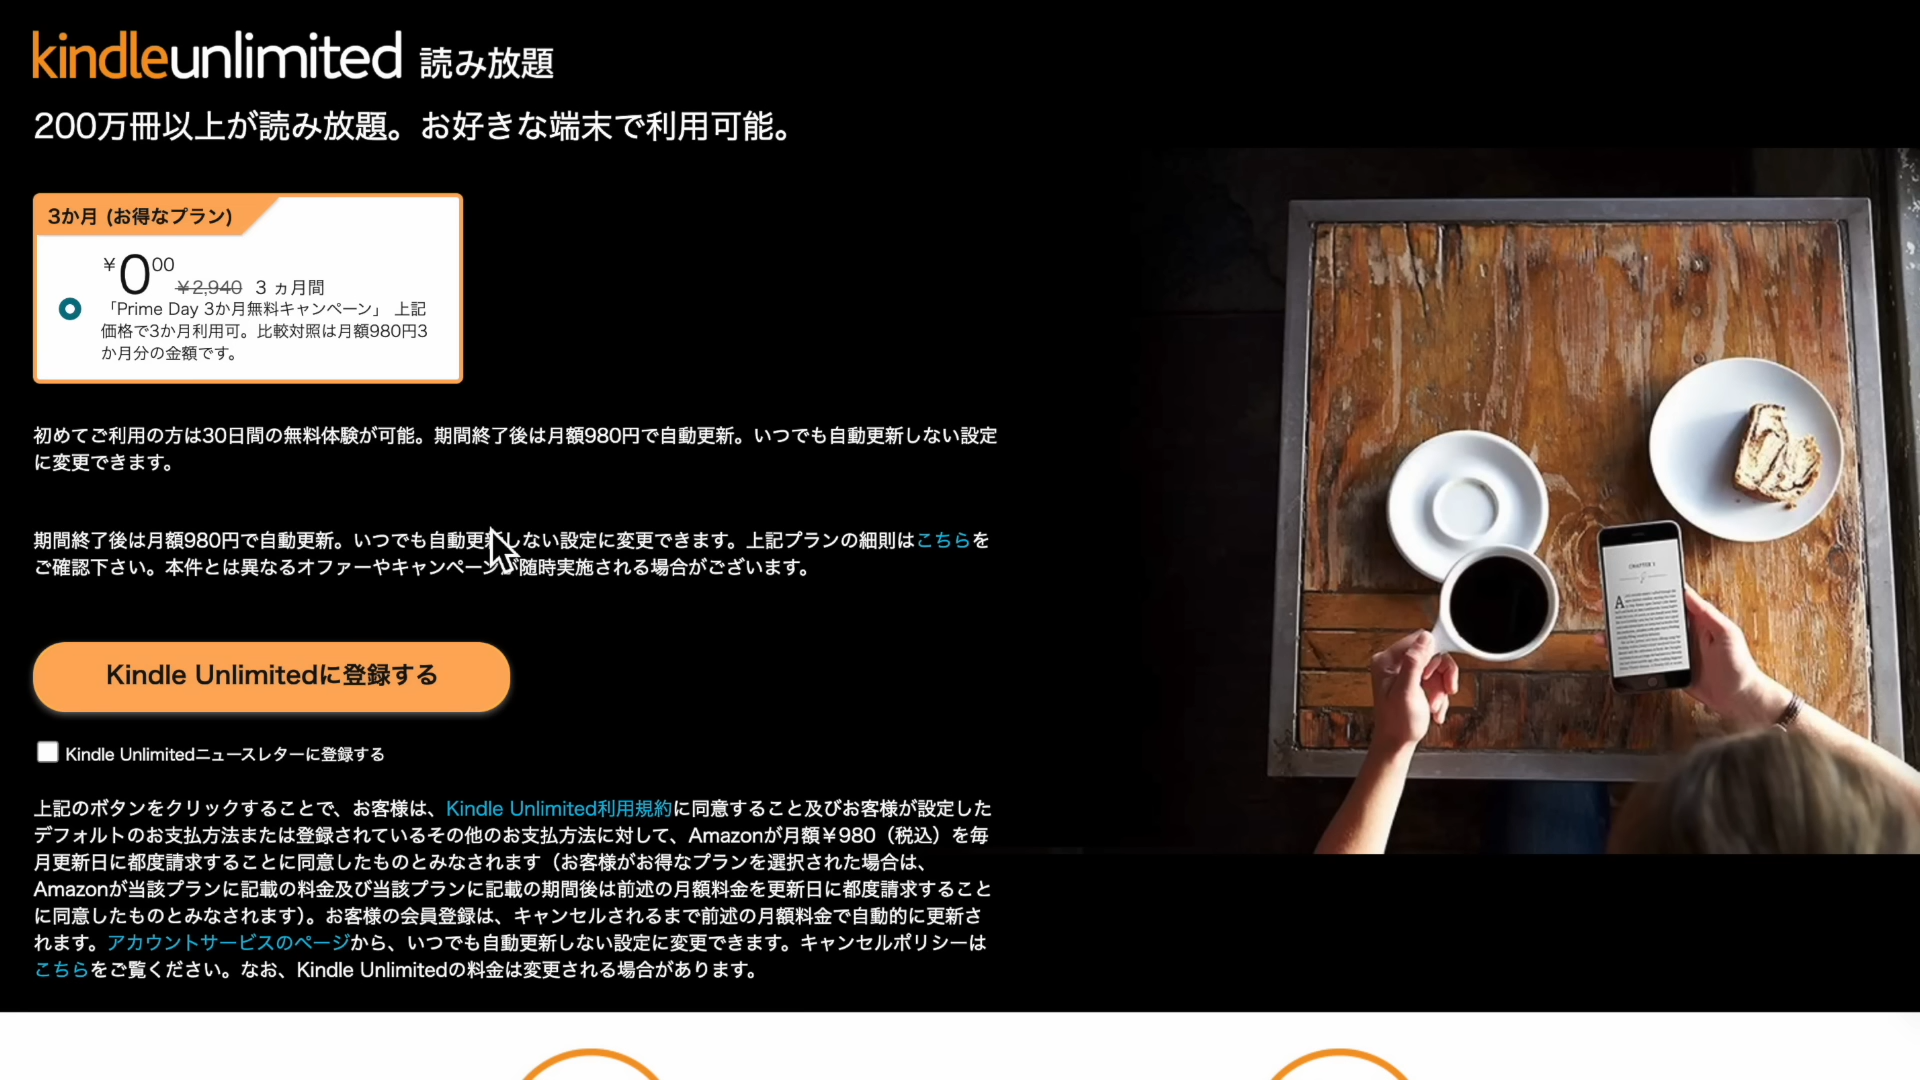 kindleunlimited 読み放題
200万冊以上が読み放題。お好きな端末で利用可能。
3か月 (お得なプラン)
¥000 ¥2,940 3 ヵ月間
「Prime Day 3か月無料キャンペーン」 上記
価格で3か月利用可。比較対照は月額980円3
か月分の金額です。
初めてご利用の方は30日間の無料体験が可能。期間終了後は月額980円で自動更新。いつでも自動更新しない設定
に変更できます。
期間終了後は月額980円で自動更新。いつでも自動更新しない設定に変更できます。上記プランの細則はこちらを
ご確認下さい。本件とは異なるオファーやキャンペーンが随時実施される場合がございます。
Kindle Unlimitedに登録する
Kindle Unlimitedニュースレターに登録する
上記のボタンをクリックすることで、お客様は、Kindle Unlimited利用規約に同意すること及びお客様が設定した
デフォルトのお支払方法または登録されているその他のお支払方法に対して、Amazonが月額￥980（税込）を毎
月更新日に都度請求することに同意したものとみなされます（お客様がお得なプランを選択された場合は、
Amazonが当該プランに記載の料金及び当該プランに記載の期間後は前述の月額料金を更新日に都度請求すること
に同意したものとみなされます)。お客様の会員登録は、キャンセルされるまで前述の月額料金で自動的に更新さ
れます。アカウントサービスのページから、いつでも自動更新しない設定に変更できます。キャンセルポリシーは
こちらをご覧ください。なお、Kindle Unlimitedの料金は変更される場合があります。
CHAPTER 1